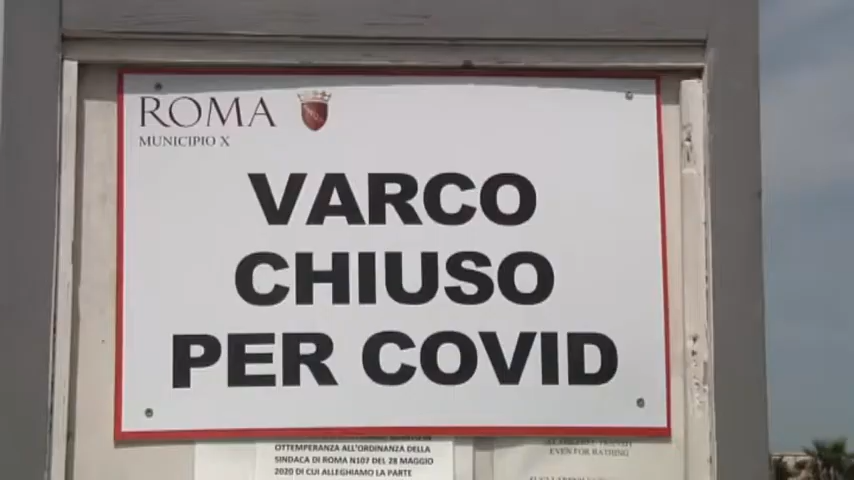 ROMA
MUNICIPIO X
VARCO
CHIUSO
PER COVID
OTTEMPERANZA ALL'ORDINANZA DELLA
SINDACA DI ROMA N107 DEL 28 MAGGIO
2020 DI CUI ALLEGHIAMO LA PARTE
EVEN FOR BATHING